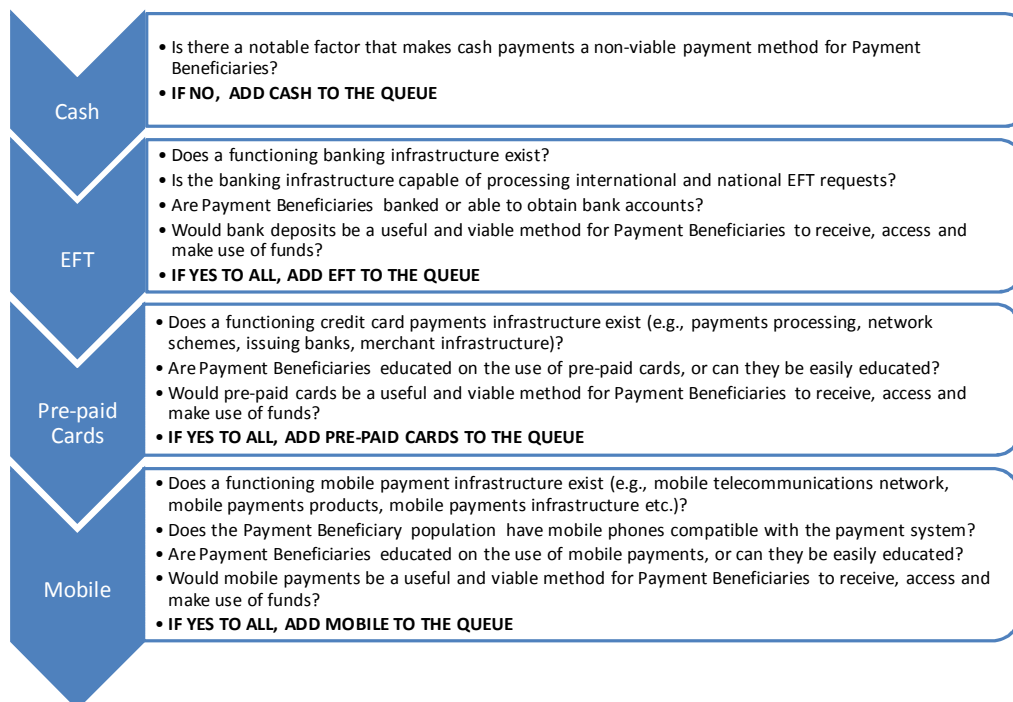 Cash
• Is there a notable factor that makes cash payments a non-viable payment method for Payment
Beneficiaries?
• IF NO, ADD CASH TO THE QUEUE
EFT
• Does a functioning banking infrastructure exist?
• Is the banking infrastructure capable of processing international and national EFT requests?
• Are Payment Beneficiaries banked or able to obtain bank accounts?
• Would bank deposits be a useful and viable method for Payment Beneficiaries to receive, access and
make use of funds?
• IF YES TO ALL, ADD EFT TO THE QUEUE
Pre-paid
Cards
• Does a functioning credit card payments infrastructure exist (e.g., payments processing, network
schemes, issuing banks, merchant infrastructure)?
• Are Payment Beneficiaries educated on the use of pre-paid cards, or can they be easily educated?
• Would pre-paid cards be a useful and viable method for Payment Beneficiaries to receive, access and
make use of funds?
• IF YES TO ALL, ADD PRE-PAID CARDS TO THE QUEUE
Mobile
• Does a functioning mobile payment infrastructure exist (e.g., mobile telecommunications network,
mobile payments products, mobile payments infrastructure etc.)?
• Does the Payment Beneficiary population have mobile phones compatible with the payment system?
• Are Payment Beneficiaries educated on the use of mobile payments, or can they be easily educated?
• Would mobile payments be a useful and viable method for Payment Beneficiaries to receive, access and
make use of funds?
• IF YES TO ALL, ADD MOBILE TO THE QUEUE